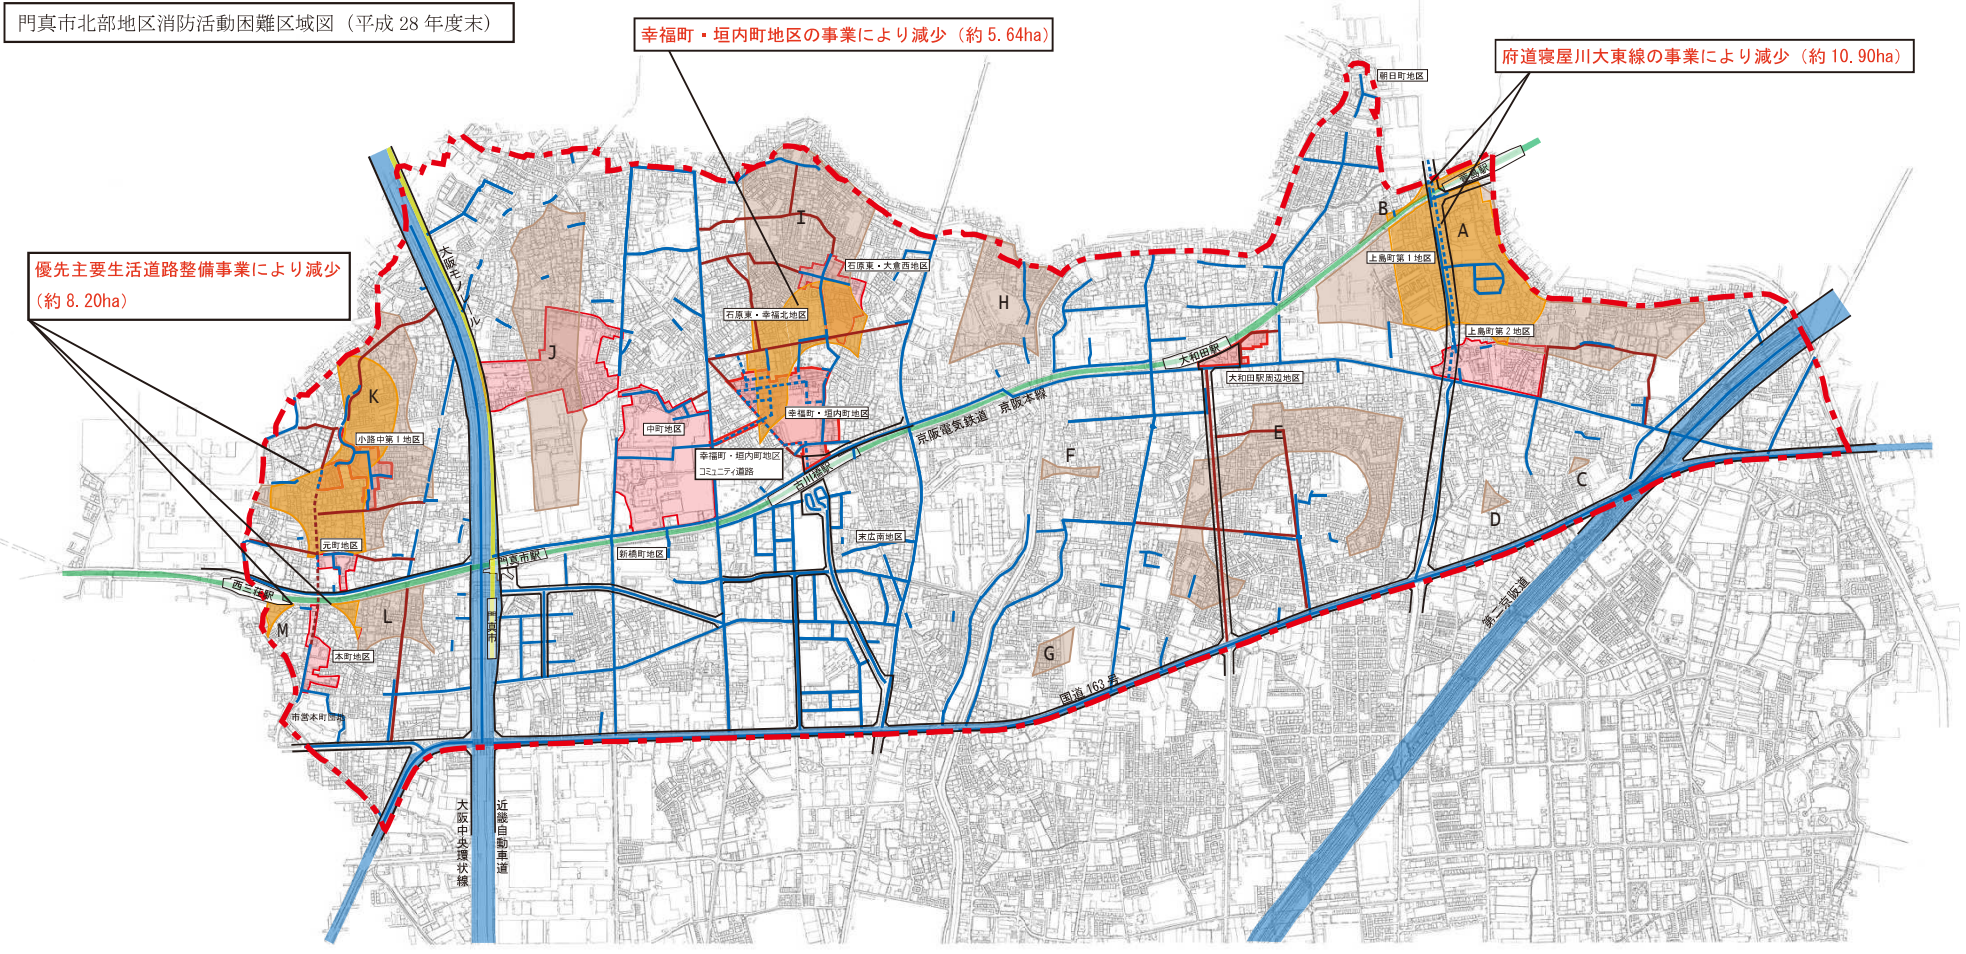 門真市北部地区消防活動困難区域図（平成 28 年度末）
幸福町・垣内町地区の事業により減少（約 5.64ha）
府道寝屋川大東線の事業により減少（約 10.90ha）
優先主要生活道路整備事業により減少
（約 8.20ha）
朝日町地区
萱島駅
B
A
I
大阪モノレール
石原東・大倉西地区
上島町第１地区
H
石原東・幸福北地区
上島町第２地区
J
大和田駅
大和田駅周辺地区
K
京阪電気鉄道　京阪本線
幸福町・垣内町地区
中町地区
小路中第１地区
E
幸福町・垣内町地区
コミュニティ道路
古川橋駅
F
C
D
末広南地区
元町地区
新橋町地区
門真市駅
西三荘駅
第二京阪道
門真市
L
M
本町地区
G
国道 163 号
市営本町団地
大阪中央環状線
近畿自動車道